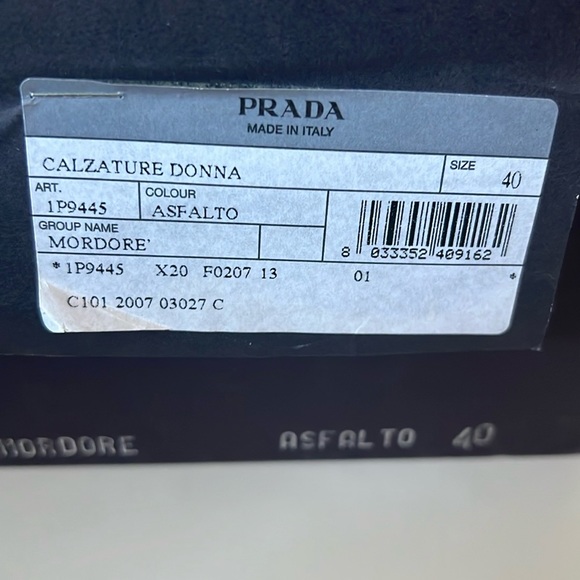 PRADA
MADE IN ITALY
CALZATURE DONNA
SIZE 40
ART. 1P9445
COLOUR ASFALTO
GROUP NAME
MORDORE'
8 033352 409162
*1P9445 X20 F0207 13 01 *
C101 2007 03027 C
MORDORE ASFALTO 40